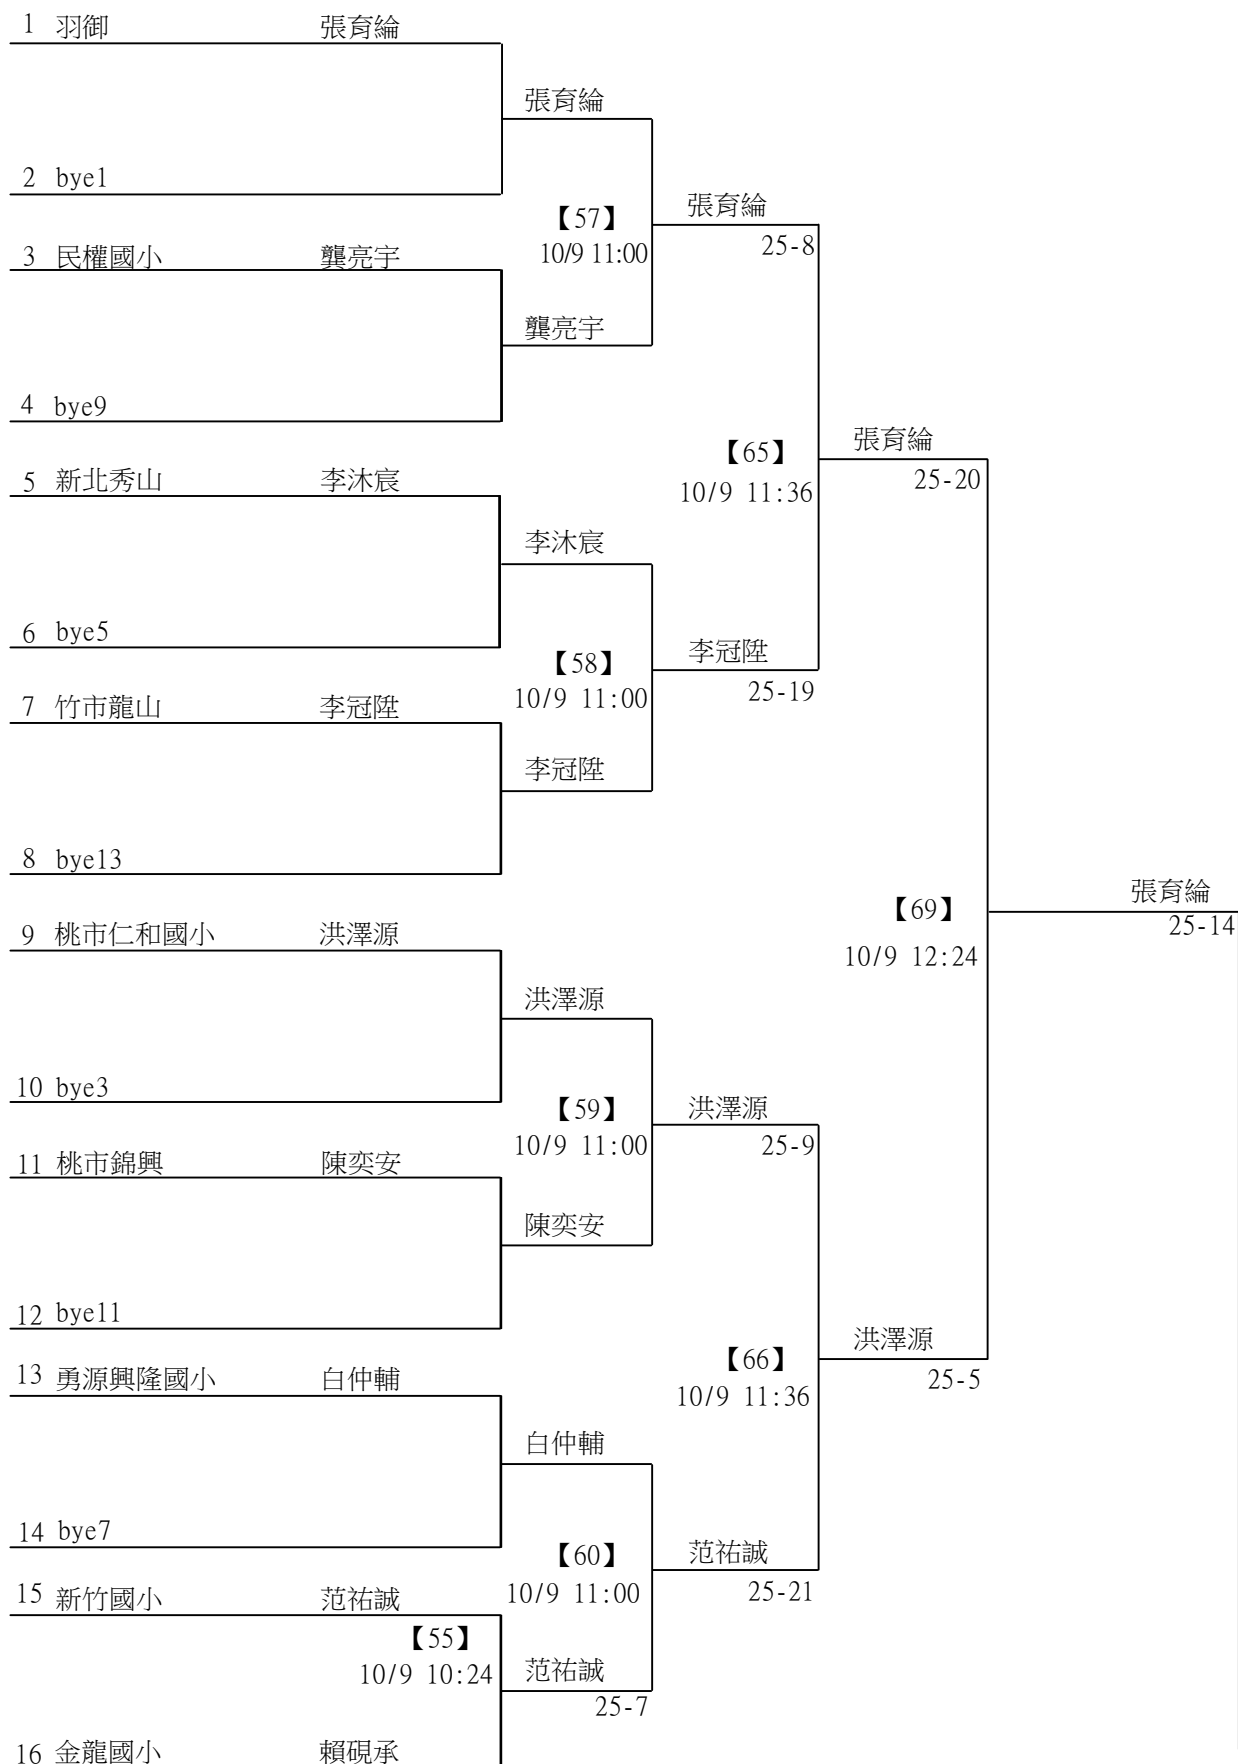 1 羽御 張育綸
張育綸
2 bye1
張育綸
【57】
25-8
3 民權國小 龔亮宇
10/9 11:00
龔亮宇
4 bye9
張育綸
【65】
25-20
5 新北秀山 李沐宸
10/9 11:36
李沐宸
6 bye5
李冠陞
【58】
25-19
7 竹市龍山 李冠陞
10/9 11:00
李冠陞
8 bye13
張育綸
【69】
25-14
9 桃市仁和國小 洪澤源
10/9 12:24
洪澤源
10 bye3
洪澤源
【59】
25-9
10/9 11:00
11 桃市錦興 陳奕安
陳奕安
12 bye11
洪澤源
【66】
25-5
13 勇源興隆國小 白仲輔
10/9 11:36
白仲輔
14 bye7
范祐誠
【60】
25-21
15 新竹國小 范祐誠
10/9 11:00
【55】
10/9 10:24
范祐誠
25-7
16 金龍國小 賴硯承